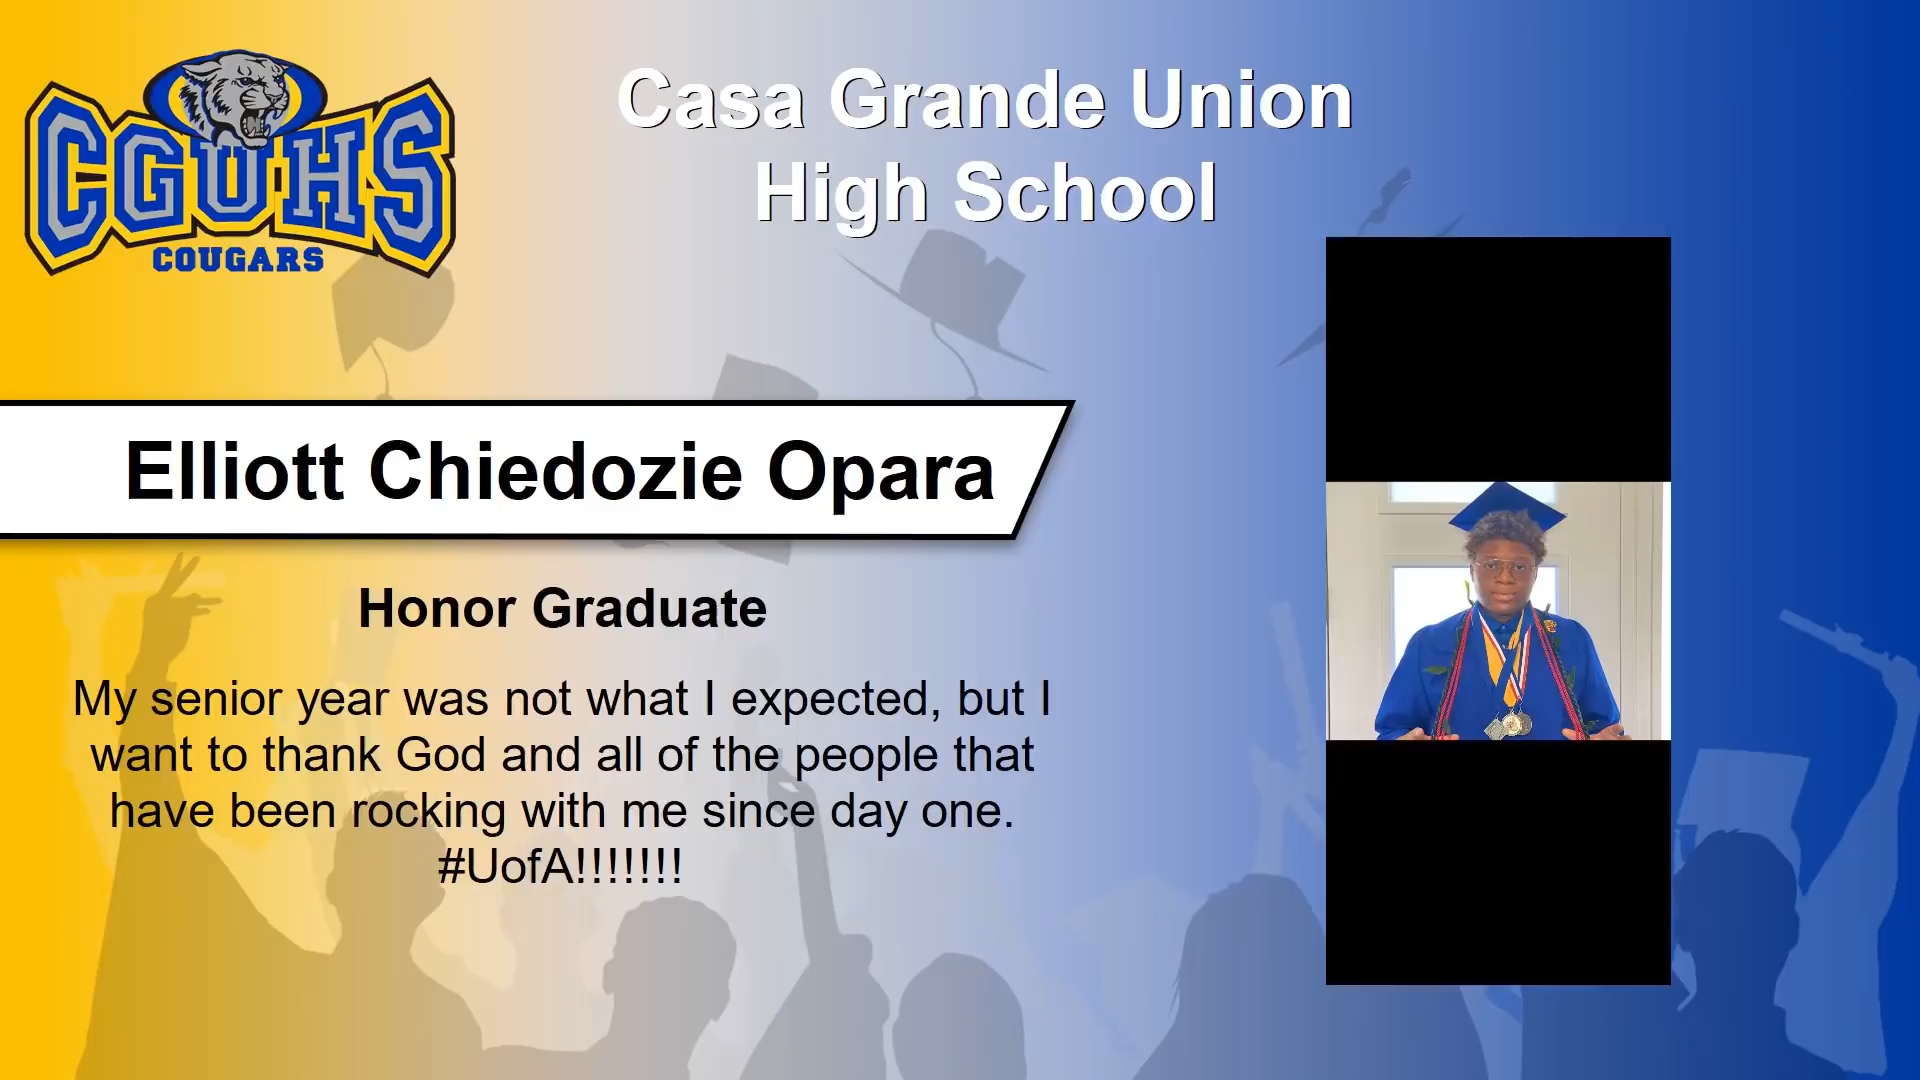 CGUHS
COUGARS
Casa Grande Union
High School
Elliott Chiedozie Opara
Honor Graduate
My senior year was not what I expected, but I
want to thank God and all of the people that
have been rocking with me since day one.
#UofA!!!!!!!